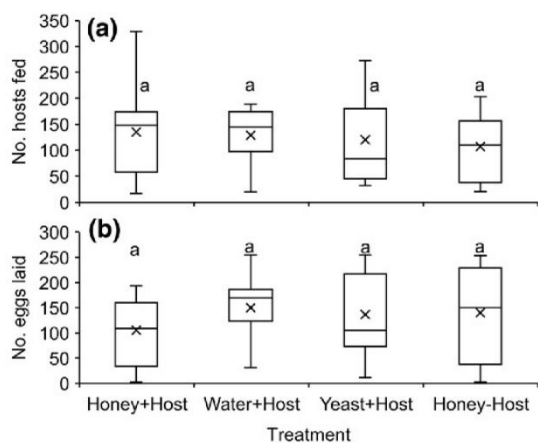 (a)
No. hosts fed
350
300
250
200
150
100
50
0
a a a a
(b)
No. eggs laid
300
250
200
150
100
50
0
a a a a
Honey+Host Water+Host Yeast+Host Honey-Host
Treatment